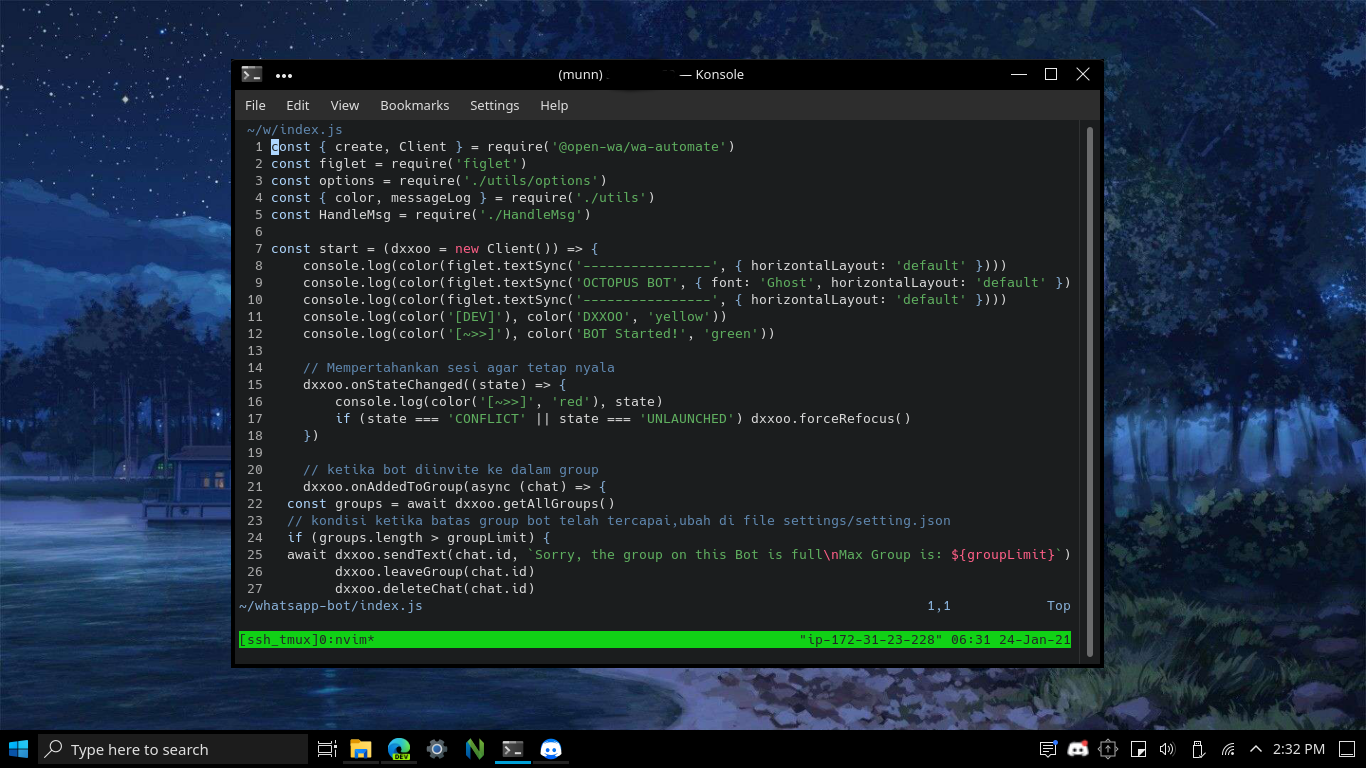 (munn) — Konsole
File Edit View Bookmarks Settings Help
~/w/index.js
1 const { create, Client } = require('@open-wa/wa-automate')
2 const figlet = require('figlet')
3 const options = require('./utils/options')
4 const { color, messageLog } = require('./utils')
5 const HandleMsg = require('./HandleMsg')
6
7 const start = (dxxoo = new Client()) => {
8     console.log(color(figlet.textSync('----------------', { horizontalLayout: 'default' })))
9     console.log(color(figlet.textSync('OCTOPUS BOT', { font: 'Ghost', horizontalLayout: 'default' })
10     console.log(color(figlet.textSync('----------------', { horizontalLayout: 'default' })))
11     console.log(color('[DEV]'), color('DXXOO', 'yellow'))
12     console.log(color('[~>>]'), color('BOT Started!', 'green'))
13
14     // Mempertahankan sesi agar tetap nyala
15     dxxoo.onStateChanged((state) => {
16         console.log(color('[~>>]', 'red'), state)
17         if (state === 'CONFLICT' || state === 'UNLAUNCHED') dxxoo.forceRefocus()
18     })
19
20     // ketika bot diinvite ke dalam group
21     dxxoo.onAddedToGroup(async (chat) => {
22   const groups = await dxxoo.getAllGroups()
23   // kondisi ketika batas group bot telah tercapai,ubah di file settings/setting.json
24   if (groups.length > groupLimit) {
25   await dxxoo.sendText(chat.id, `Sorry, the group on this Bot is full\nMax Group is: ${groupLimit}`)
26         dxxoo.leaveGroup(chat.id)
27         dxxoo.deleteChat(chat.id)
~/whatsapp-bot/index.js 1,1 Top
[ssh_tmux]0:nvim* "ip-172-31-23-228" 06:31 24-Jan-21
Type here to search DEV 2:32 PM